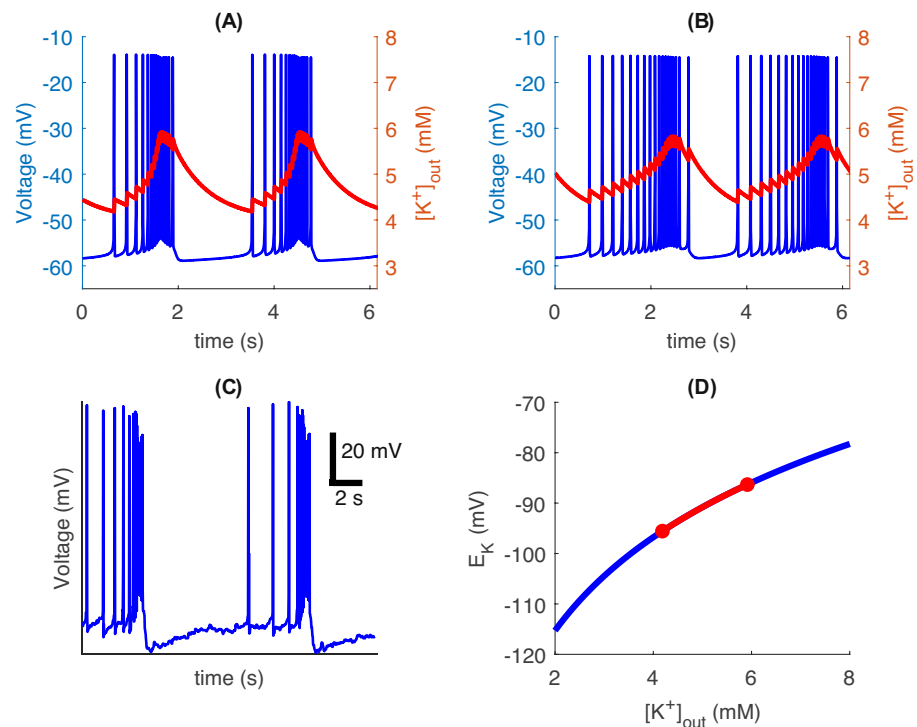 (A)
-10
-20
-30
-40
-50
-60
Voltage (mV)
8
7
6
5
4
3
[K⁺]out (mM)
0
2
4
6
time (s)
(B)
-10
-20
-30
-40
-50
-60
Voltage (mV)
8
7
6
5
4
3
[K⁺]out (mM)
0
2
4
6
time (s)
(C)
Voltage (mV)
20 mV
2 s
time (s)
(D)
-70
-80
-90
-100
-110
-120
E_K (mV)
2
4
6
8
[K⁺]out (mM)